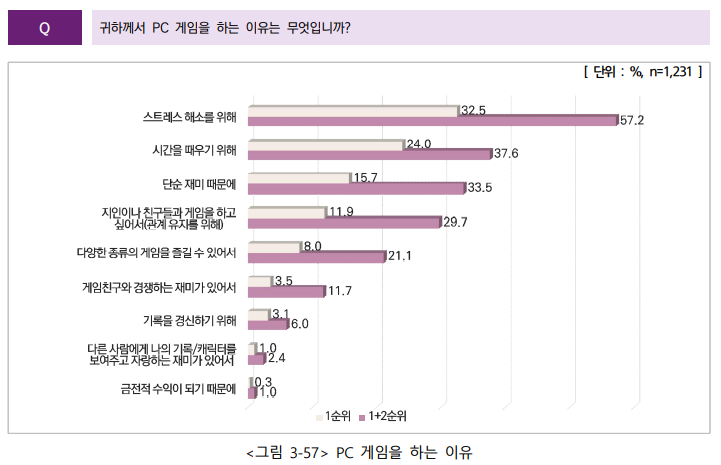 Q
귀하께서 PC 게임을 하는 이유는 무엇입니까?
[ 단위 : %, n=1,231 ]
스트레스 해소를 위해
32.5
57.2
시간을 때우기 위해
24.0
37.6
단순 재미 때문에
15.7
33.5
지인이나 친구들과 게임을 하고
싶어서(관계 유지를 위해)
11.9
29.7
다양한 종류의 게임을 즐길 수 있어서
8.0
21.1
게임친구와 경쟁하는 재미가 있어서
3.5
11.7
기록을 경신하기 위해
3.1
6.0
다른 사람에게 나의 기록/캐릭터를
보여주고 자랑하는 재미가 있어서
1.0
2.4
금전적 수익이 되기 때문에
0.3
1.0
1순위
1+2순위
<그림 3-57> PC 게임을 하는 이유